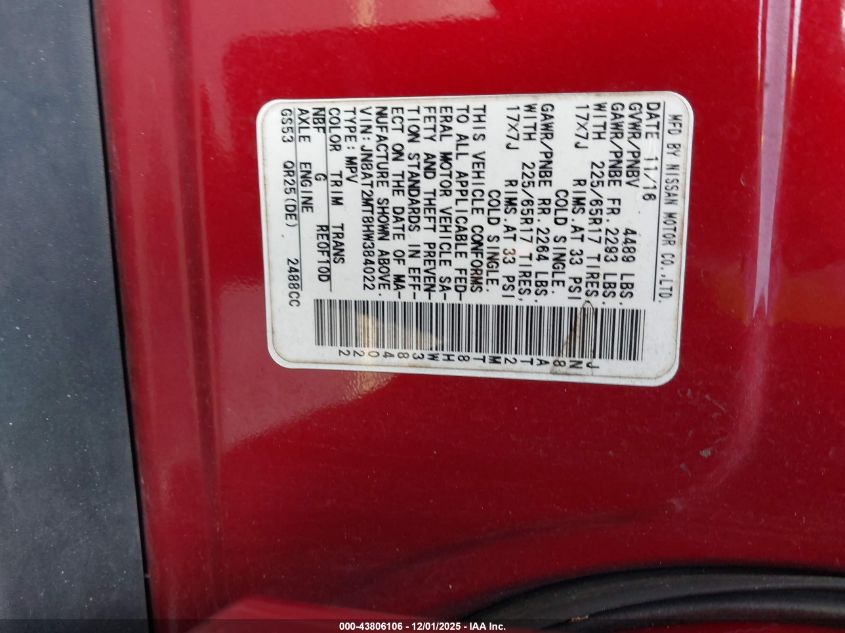 MFD BY NISSAN MOTOR CO.,LTD.
DATE 11/16
GVWR/PNBV 4489 LBS.
GAWR/PNBE FR. 2293 LBS.
WITH 225/65R17 TIRES,
17X7J RIMS.AT 33 PSI
COLD SINGLE.
GAWR/PNBE RR. 2264 LBS.
WITH 225/65R17 TIRES,
17X7J RIMS.AT 33 PSI
COLD SINGLE.
THIS VEHICLE CONFORMS
TO ALL APPLICABLE FED-
ERAL MOTOR VEHICLE SA-
FETY AND THEFT PREVEN-
TION STANDARDS IN EFF-
ECT ON THE DATE OF MA-
NUFACTURE SHOWN ABOVE.
VIN:JN8AT2MT8HW384022
TYPE:MPV
COLOR TRIM TRANS
NBF G RE0F10D
AXLE ENGINE
GS53 QR25(DE) 2488CC
JN8AT2MT8HW384022
000-43806106 - 12/01/2025 - IAA Inc.